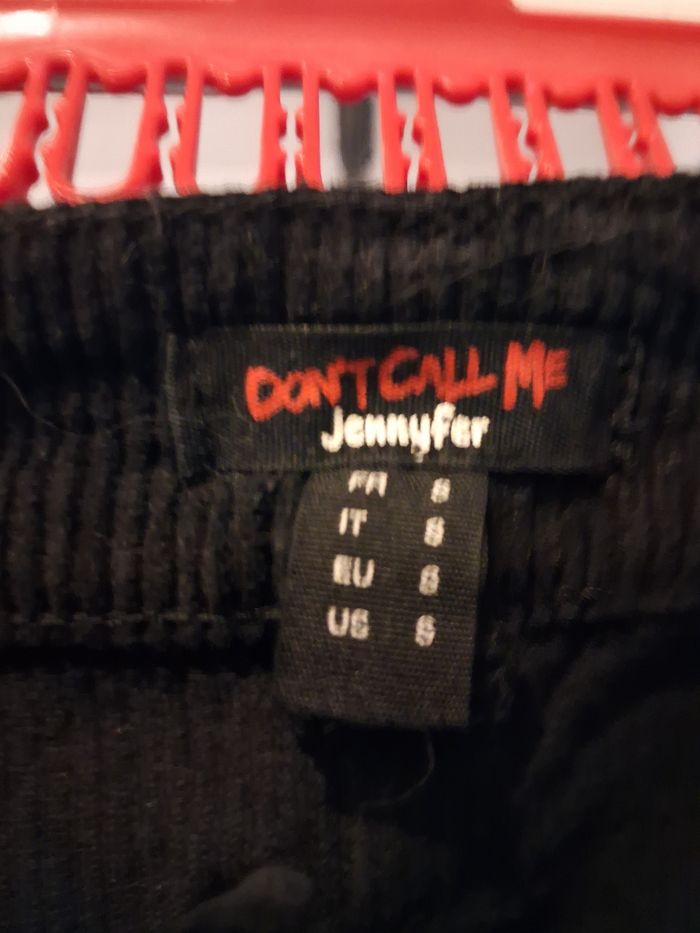 DON'T CALL ME
Jennyfer
FR S
IT S
EU S
US S